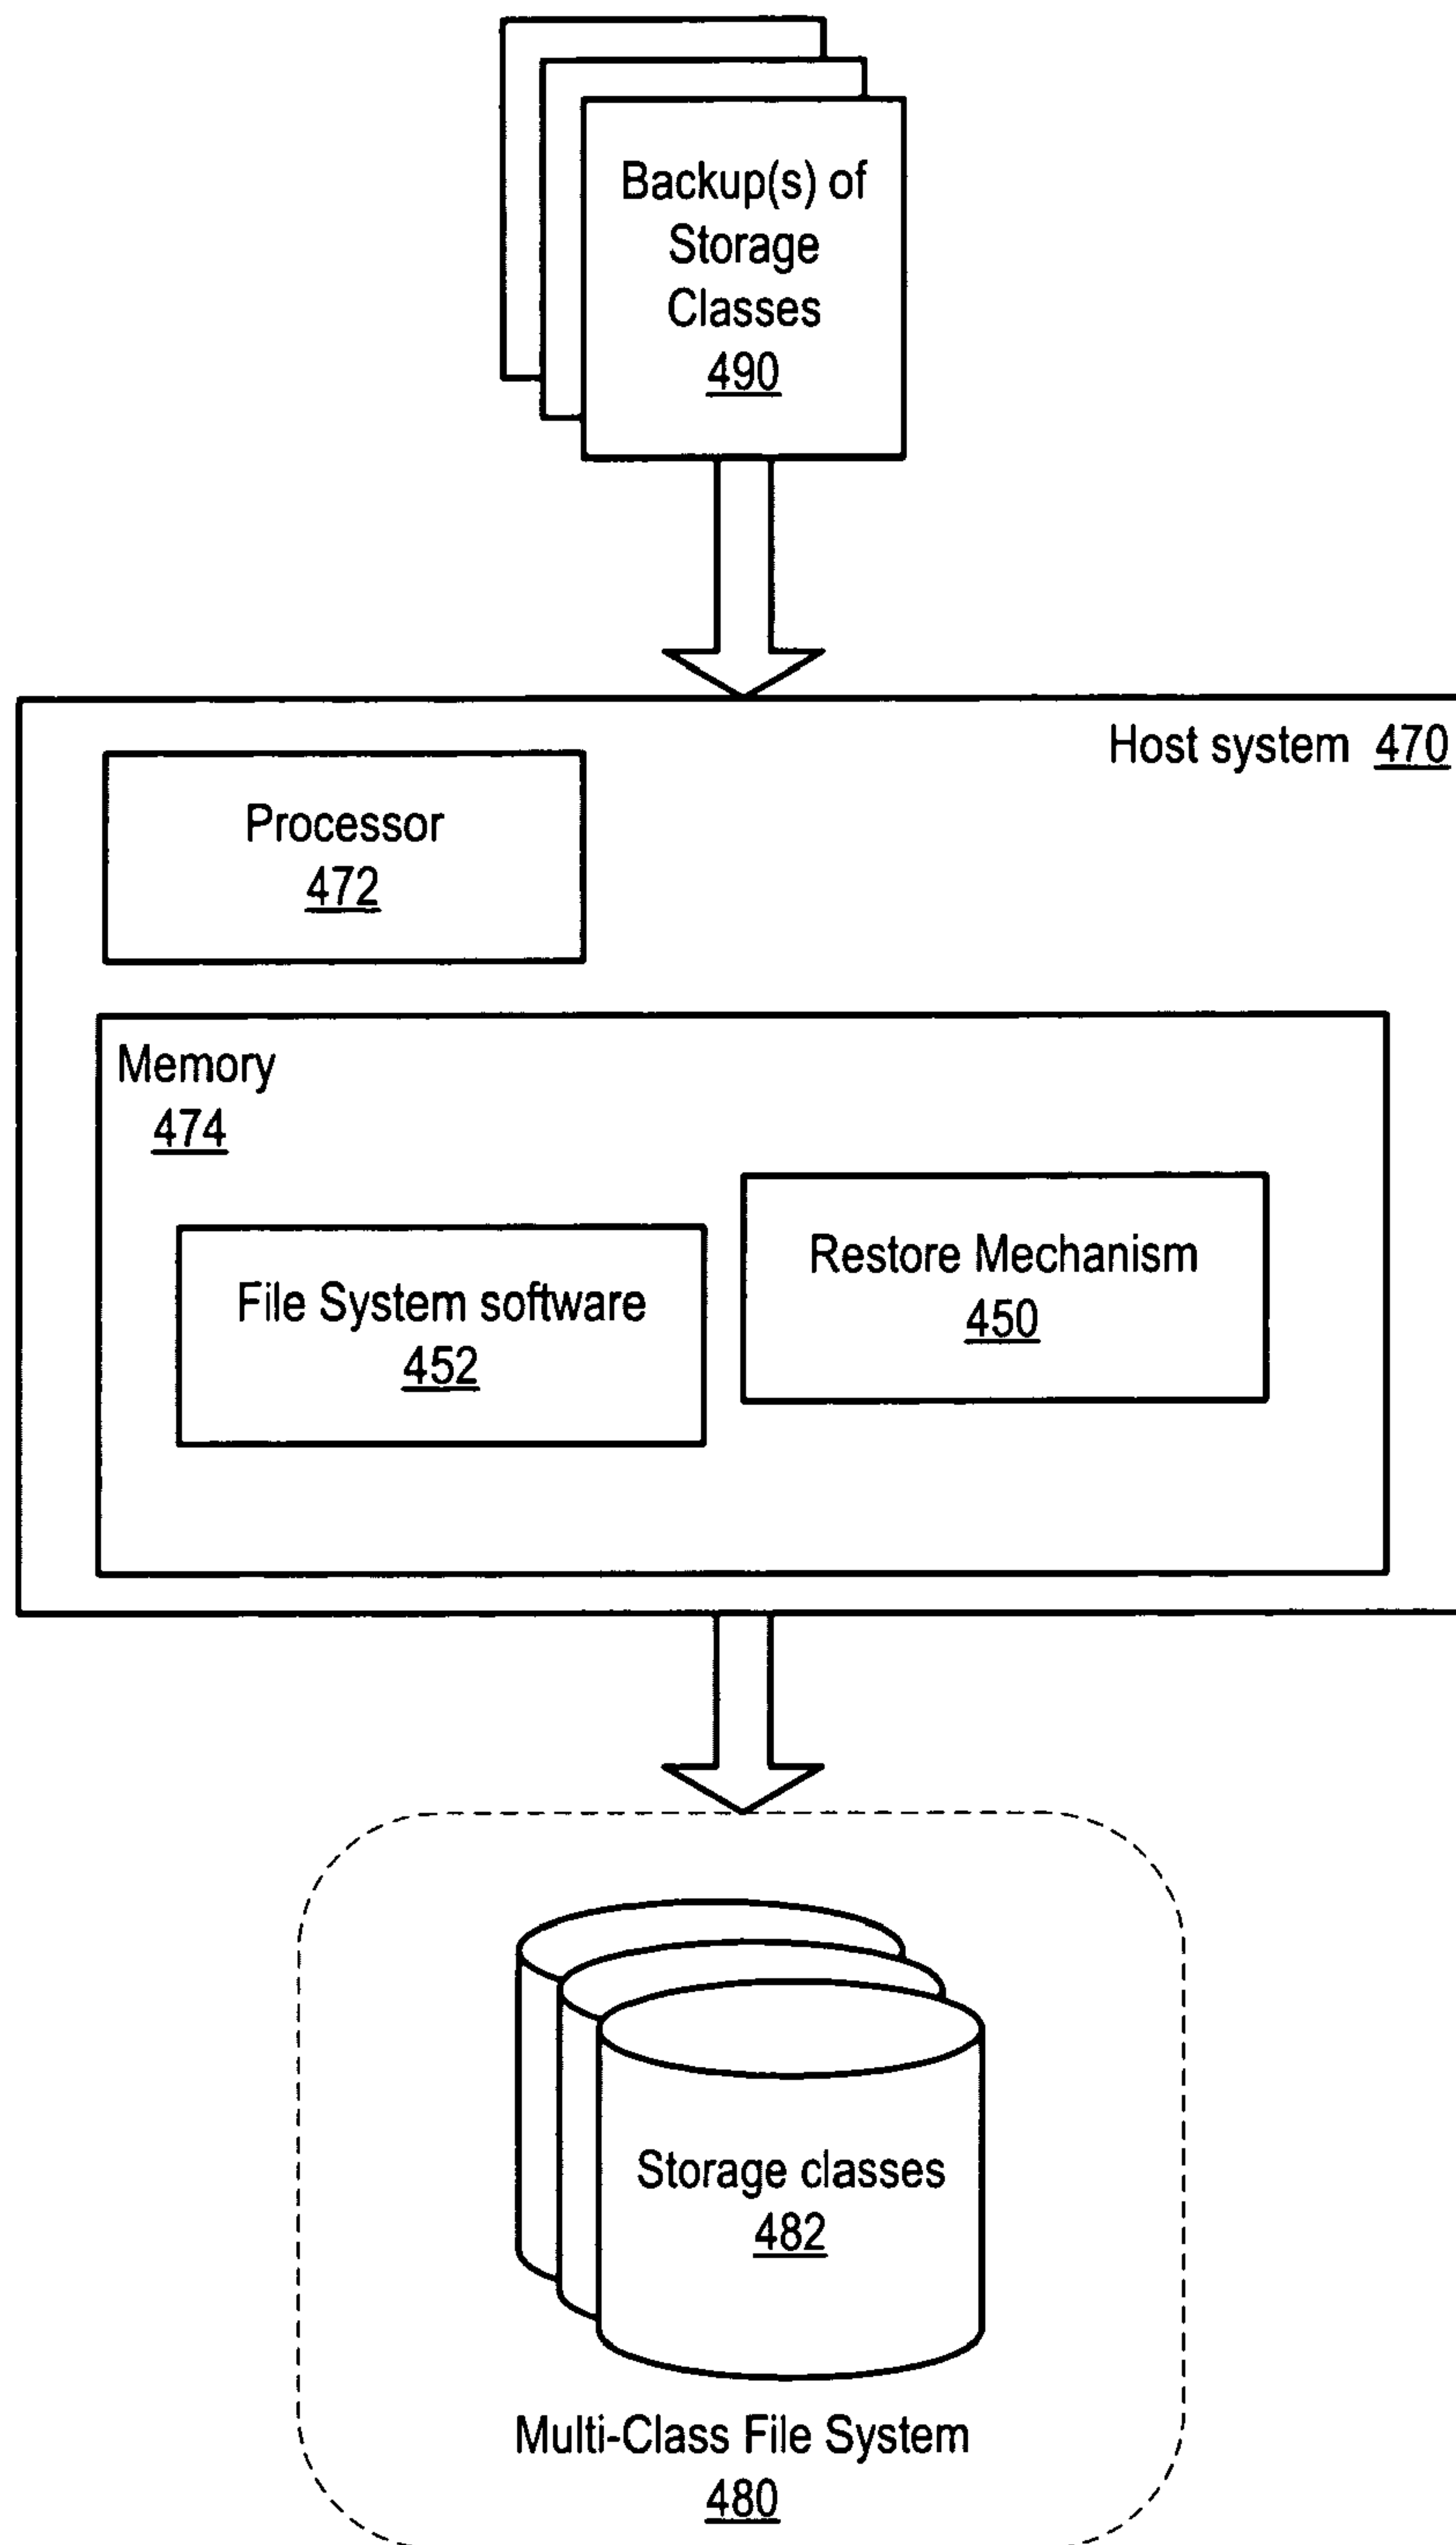 Backup(s) of
Storage
Classes
490
Host system 470
Processor
472
Memory
474
Restore Mechanism
450
File System software
452
Storage classes
482
Multi-Class File System
480